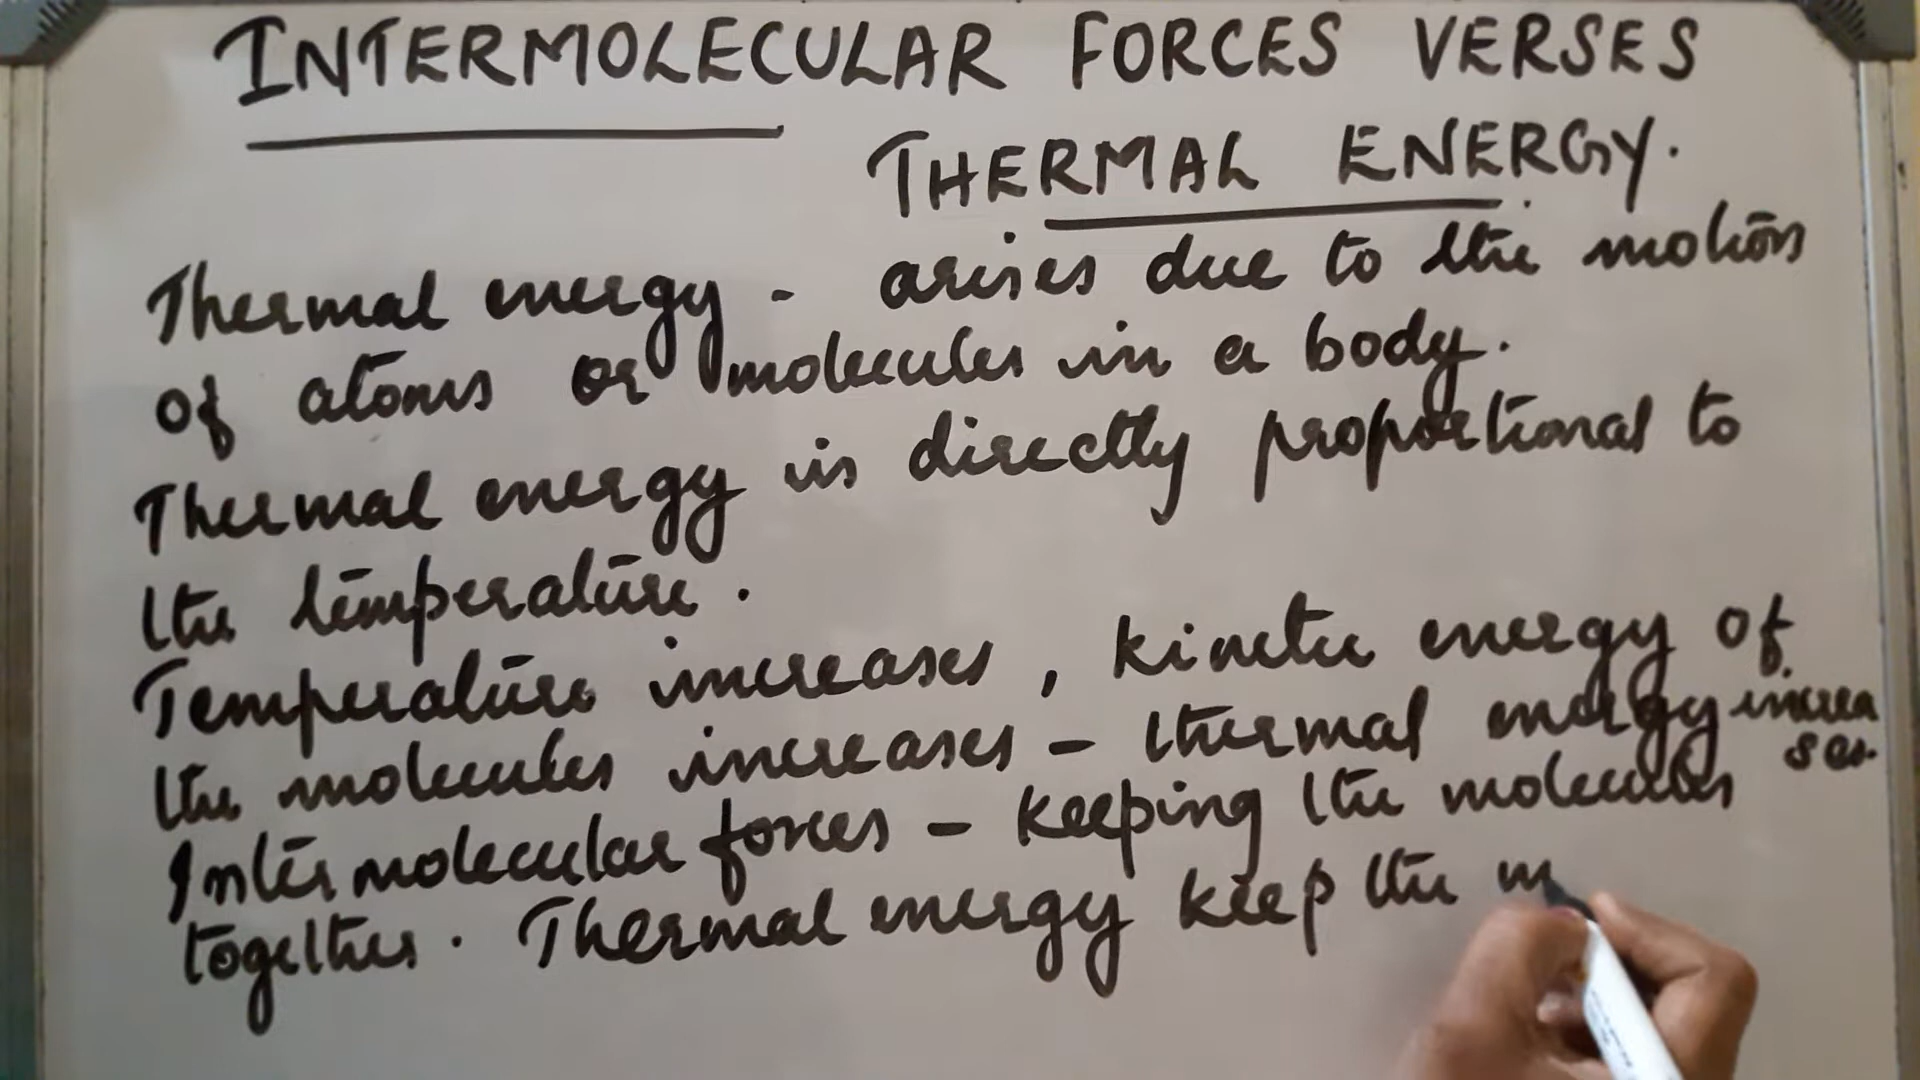 INTERMOLECULAR FORCES VERSES
THERMAL ENERGY.
Thermal energy - arises due to the motion
of atoms or molecules in a body.
Thermal energy is directly proportional to
the temperature.
Temperature increases, kinetic energy of
the molecules increases - thermal energy increa
ses.
Intermolecular forces - keeping the molecules
together. Thermal energy keep the m